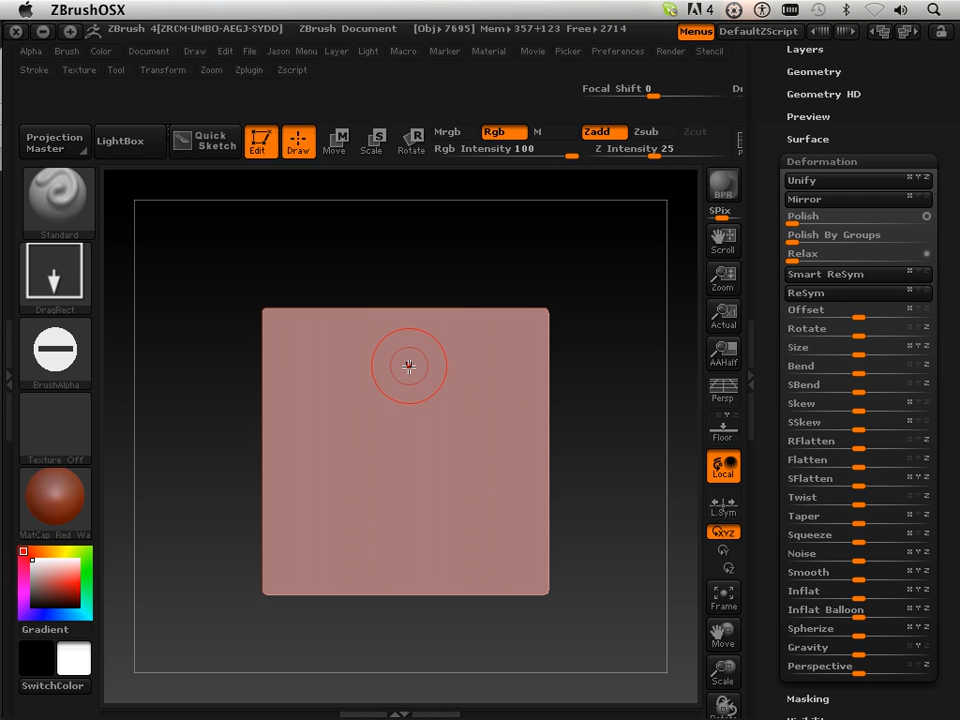 ZBrushOSX
4
ZBrush 4[ZRCM-UMBO-AEGJ-SYDD] ZBrush Document [Obj▸7695] Mem▸357+123 Free▸2714
Menus DefaultZScript
Alpha Brush Color Document Draw Edit File Jason Menu Layer Light Macro Marker Material Movie Picker Preferences Render Stencil
Stroke Texture Tool Transform Zoom Zplugin Zscript
Focal Shift 0
Projection Master
LightBox
Quick Sketch
Edit
Draw
Move
Scale
Rotate
Mrgb Rgb M
Rgb Intensity 100
Zadd Zsub Zcut
Z Intensity 25
Standard
DragRect
BrushAlpha
Texture Off
MatCap Red Wa
Gradient
SwitchColor
BPR
SPix
Scroll
Zoom
Actual
AAHalf
Persp
Floor
Local
L.Sym
XYZ
Y
Z
Frame
Move
Scale
Layers
Geometry
Geometry HD
Preview
Surface
Deformation
Unify
Mirror
Polish
Polish By Groups
Relax
Smart ReSym
ReSym
Offset
Rotate
Size
Bend
SBend
Skew
SSkew
RFlatten
Flatten
SFlatten
Twist
Taper
Squeeze
Noise
Smooth
Inflat
Inflat Balloon
Spherize
Gravity
Perspective
Masking